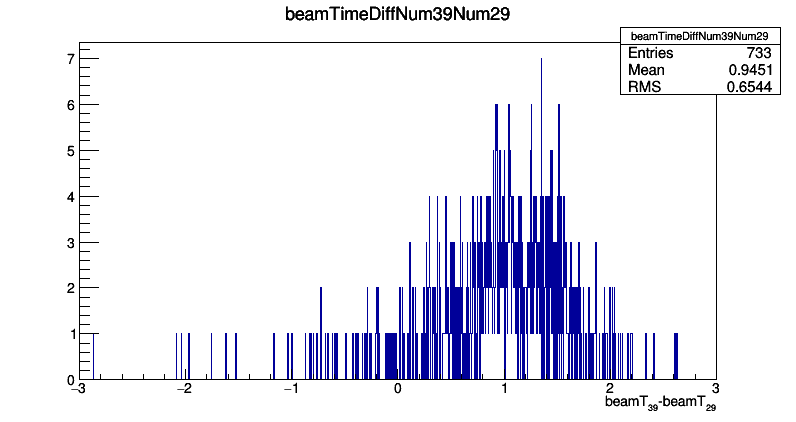 beamTimeDiffNum39Num29
beamTimeDiffNum39Num29
Entries 733
Mean 0.9451
RMS 0.6544
7
6
5
4
3
2
1
0
−3 −2 −1 0 1 2 3
beamT39-beamT29